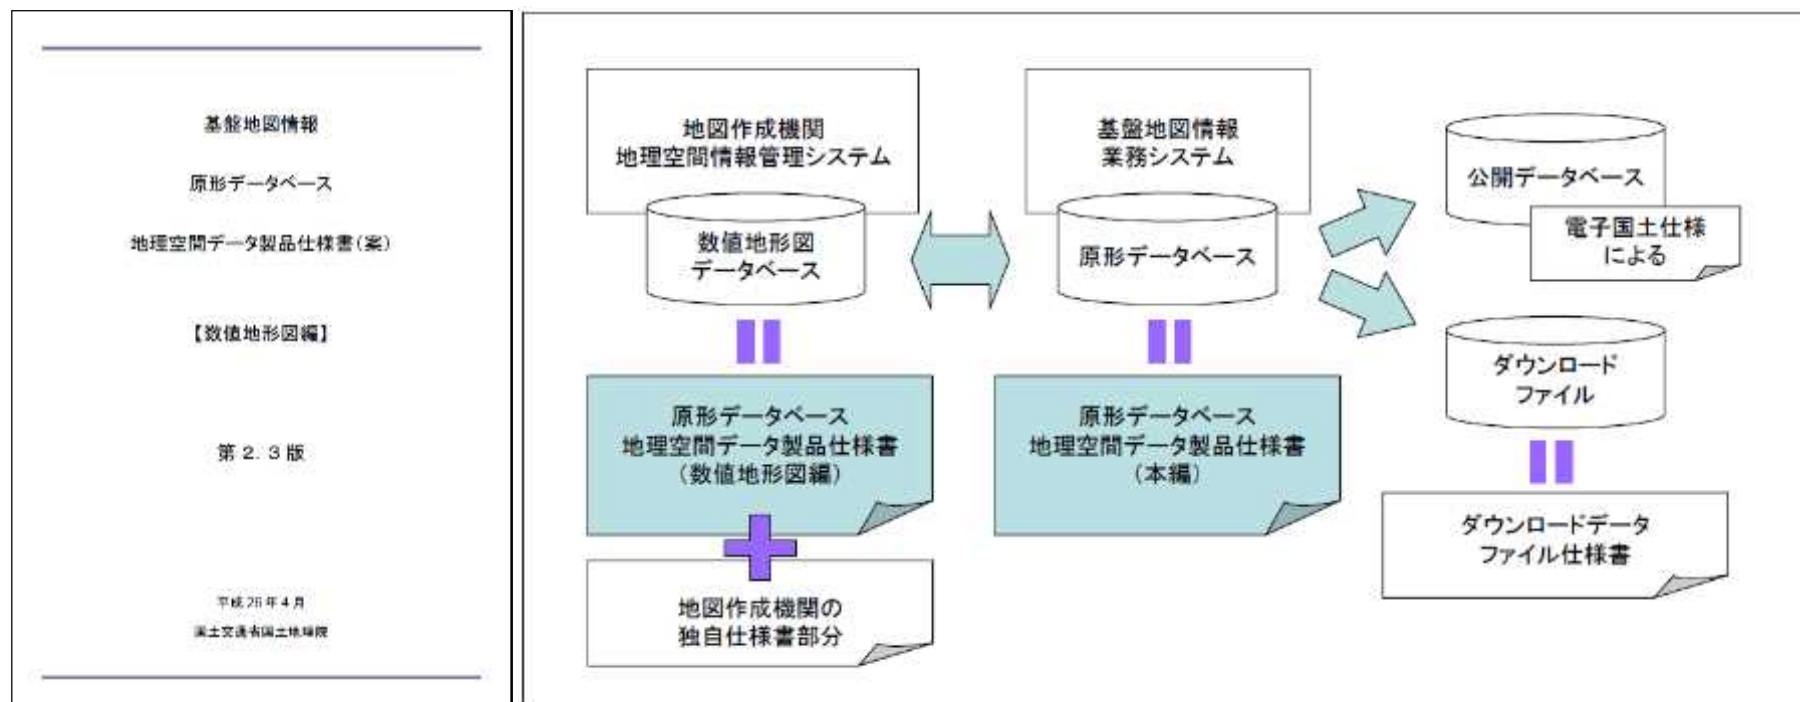 基盤地図情報
原形データベース
地理空間データ製品仕様書(案)
【数値地形図編】
第2.3版
平成26年4月
国土交通省国土地理院
地図作成機関
地理空間情報管理システム
数値地形図
データベース
原形データベース
地理空間データ製品仕様書
(数値地形図編)
地図作成機関の
独自仕様書部分
基盤地図情報
業務システム
原形データベース
原形データベース
地理空間データ製品仕様書
(本編)
公開データベース
電子国土仕様
による
ダウンロード
ファイル
ダウンロードデータ
ファイル仕様書